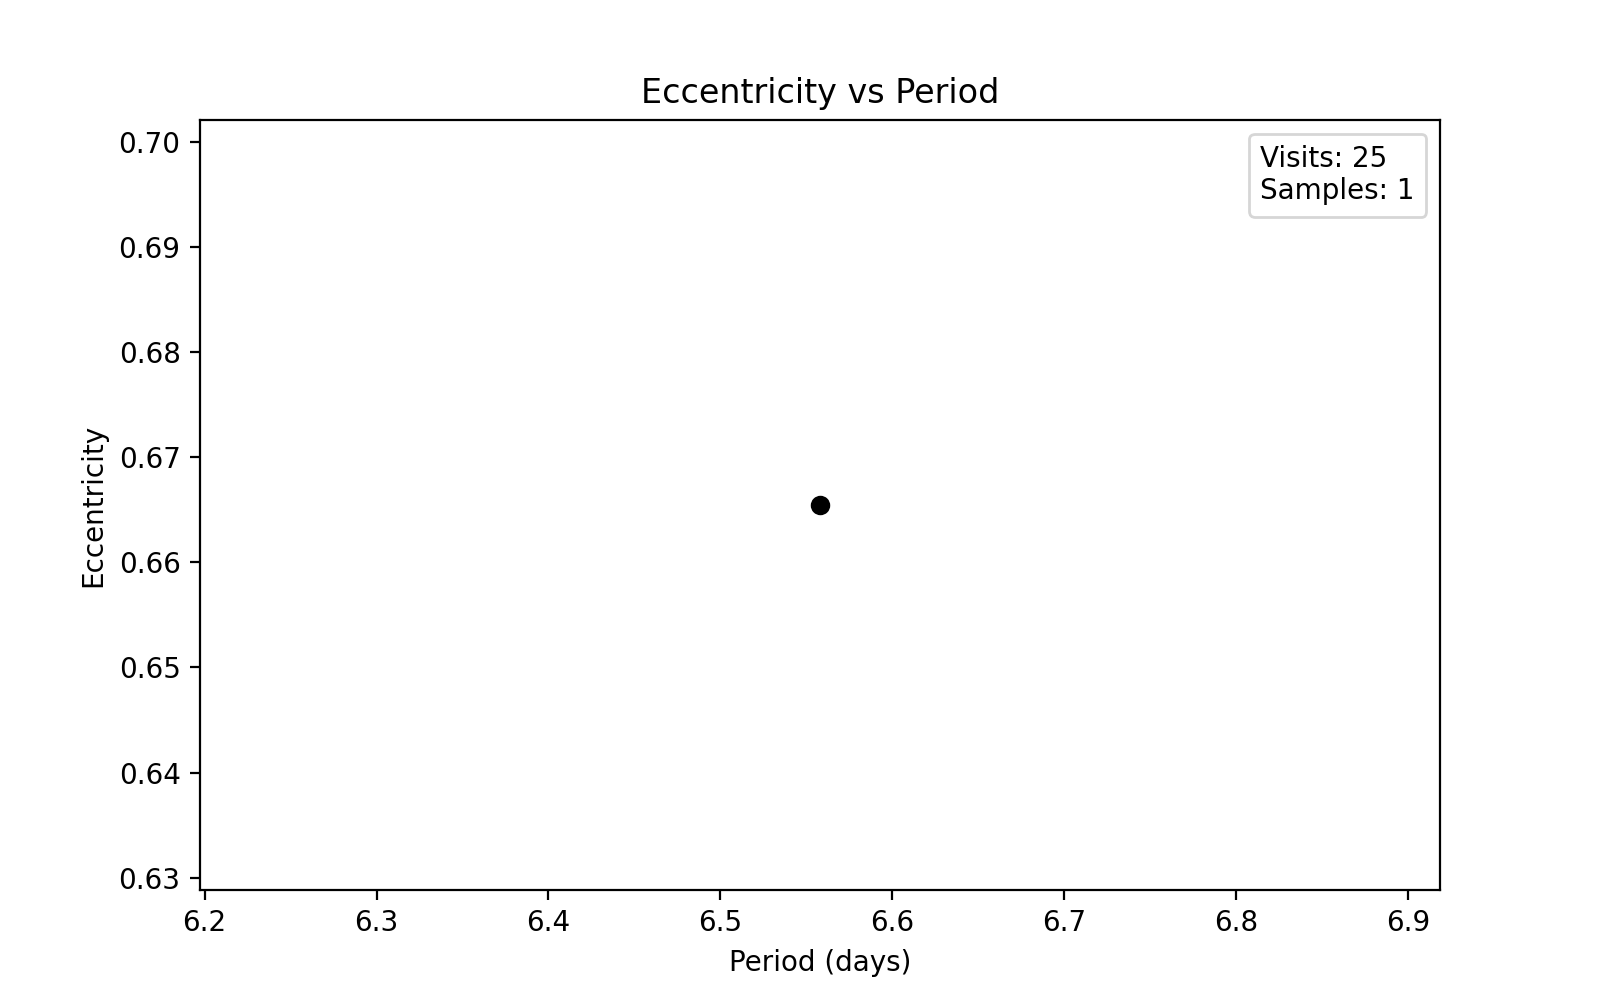 Eccentricity vs Period
Visits: 25
Samples: 1
0.70
0.69
0.68
0.67
0.66
0.65
0.64
0.63
Eccentricity
6.2 6.3 6.4 6.5 6.6 6.7 6.8 6.9
Period (days)